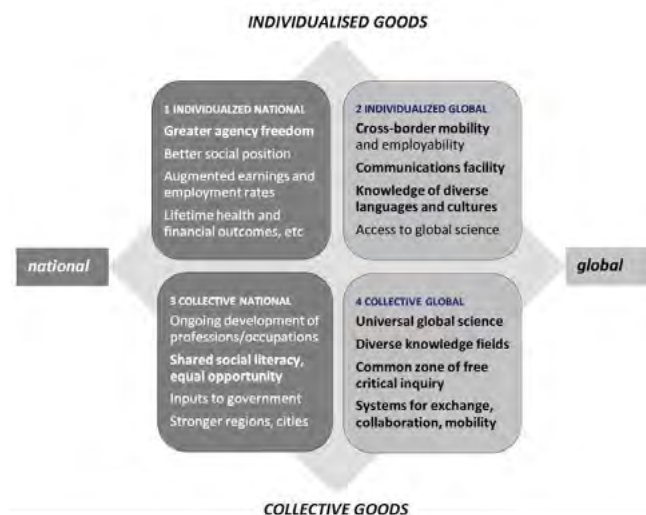 INDIVIDUALISED GOODS
1 INDIVIDUALZED NATIONAL
Greater agency freedom
Better social position
Augmented earnings and
employment rates
Lifetime health and
financial outcomes, etc
2 INDIVIDUALIZED GLOBAL
Cross-border mobility
and employability
Communications facility
Knowledge of diverse
languages and cultures
Access to global science
national
global
3 COLLECTIVE NATIONAL
Ongoing development of
professions/occupations
Shared social literacy,
equal opportunity
Inputs to government
Stronger regions, cities
4 COLLECTIVE GLOBAL
Universal global science
Diverse knowledge fields
Common zone of free
critical inquiry
Systems for exchange,
collaboration, mobility
COLLECTIVE GOODS